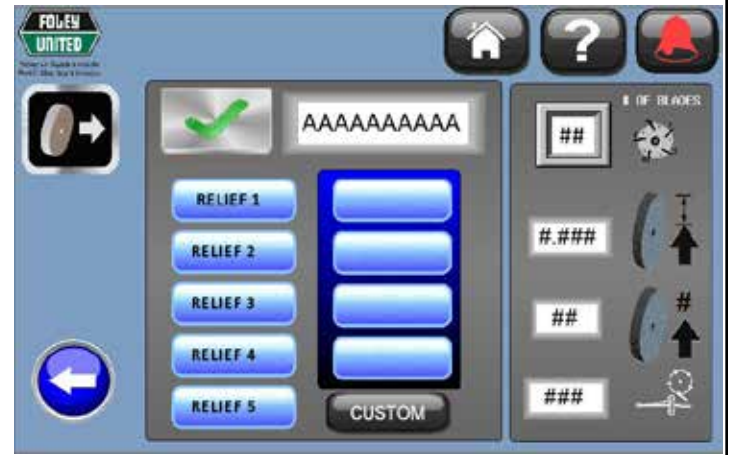 FOLEY
UNITED
?
# OF BLADES
AAAAAAAAAA
##
RELIEF 1
RELIEF 2
#.###
RELIEF 3
##
#
RELIEF 4
RELIEF 5
CUSTOM
###